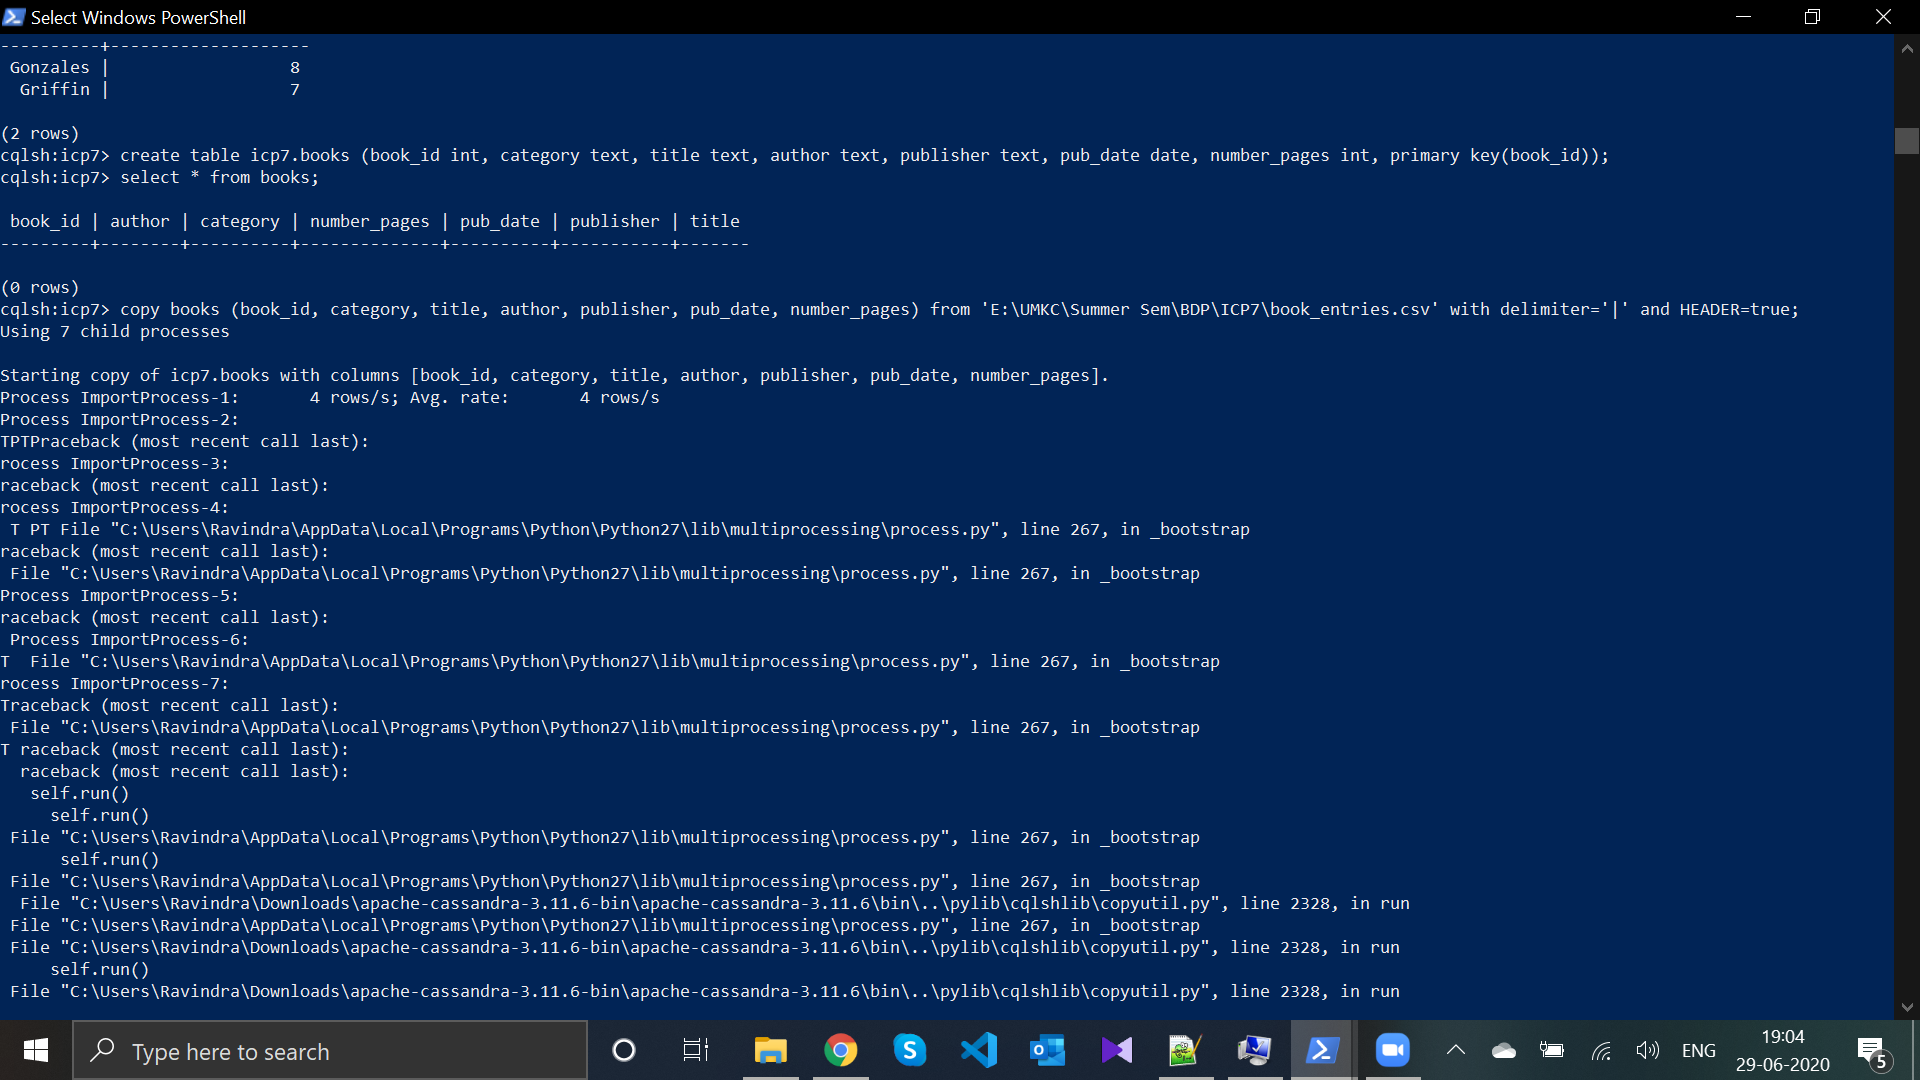 Select Windows PowerShell
----------+--------------------
 Gonzales |                  8
  Griffin |                  7
(2 rows)
cqlsh:icp7> create table icp7.books (book_id int, category text, title text, author text, publisher text, pub_date date, number_pages int, primary key(book_id));
cqlsh:icp7> select * from books;
 book_id | author | category | number_pages | pub_date | publisher | title
---------+--------+----------+--------------+----------+-----------+-------
(0 rows)
cqlsh:icp7> copy books (book_id, category, title, author, publisher, pub_date, number_pages) from 'E:\UMKC\Summer Sem\BDP\ICP7\book_entries.csv' with delimiter='|' and HEADER=true;
Using 7 child processes
Starting copy of icp7.books with columns [book_id, category, title, author, publisher, pub_date, number_pages].
Process ImportProcess-1:       4 rows/s; Avg. rate:       4 rows/s
Process ImportProcess-2:
TPTPraceback (most recent call last):
rocess ImportProcess-3:
raceback (most recent call last):
rocess ImportProcess-4:
 T PT File "C:\Users\Ravindra\AppData\Local\Programs\Python\Python27\lib\multiprocessing\process.py", line 267, in _bootstrap
raceback (most recent call last):
 File "C:\Users\Ravindra\AppData\Local\Programs\Python\Python27\lib\multiprocessing\process.py", line 267, in _bootstrap
Process ImportProcess-5:
raceback (most recent call last):
 Process ImportProcess-6:
T  File "C:\Users\Ravindra\AppData\Local\Programs\Python\Python27\lib\multiprocessing\process.py", line 267, in _bootstrap
rocess ImportProcess-7:
Traceback (most recent call last):
 File "C:\Users\Ravindra\AppData\Local\Programs\Python\Python27\lib\multiprocessing\process.py", line 267, in _bootstrap
T raceback (most recent call last):
  raceback (most recent call last):
   self.run()
     self.run()
 File "C:\Users\Ravindra\AppData\Local\Programs\Python\Python27\lib\multiprocessing\process.py", line 267, in _bootstrap
      self.run()
 File "C:\Users\Ravindra\AppData\Local\Programs\Python\Python27\lib\multiprocessing\process.py", line 267, in _bootstrap
  File "C:\Users\Ravindra\Downloads\apache-cassandra-3.11.6-bin\apache-cassandra-3.11.6\bin\..\pylib\cqlshlib\copyutil.py", line 2328, in run
 File "C:\Users\Ravindra\AppData\Local\Programs\Python\Python27\lib\multiprocessing\process.py", line 267, in _bootstrap
 File "C:\Users\Ravindra\Downloads\apache-cassandra-3.11.6-bin\apache-cassandra-3.11.6\bin\..\pylib\cqlshlib\copyutil.py", line 2328, in run
     self.run()
 File "C:\Users\Ravindra\Downloads\apache-cassandra-3.11.6-bin\apache-cassandra-3.11.6\bin\..\pylib\cqlshlib\copyutil.py", line 2328, in run
Type here to search
ENG
19:04
29-06-2020
5